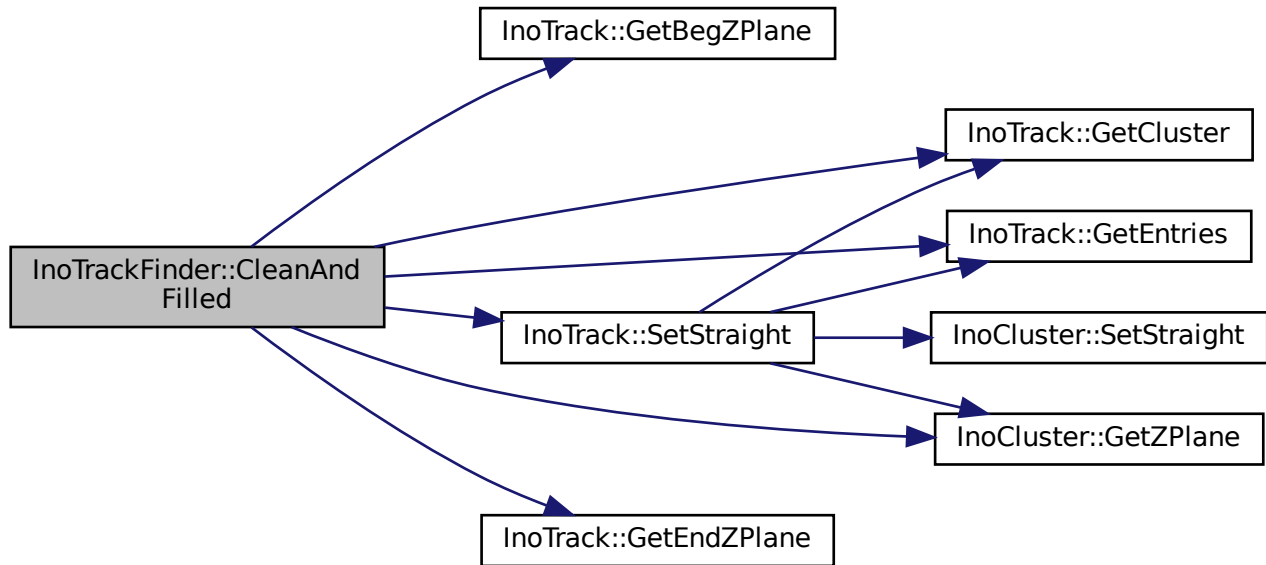 InoTrack::GetBegZPlane
InoTrack::GetCluster
InoTrack::GetEntries
InoTrackFinder::CleanAnd
Filled
InoTrack::SetStraight
InoCluster::SetStraight
InoCluster::GetZPlane
InoTrack::GetEndZPlane